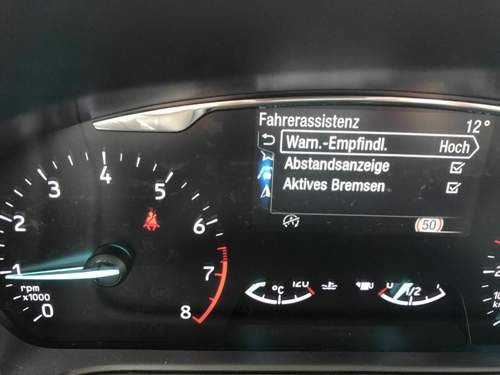 Fahrerassistenz 12°
Warn.-Empfindl. Hoch
Abstandsanzeige
Aktives Bremsen
A
50
0 1 2 3 4 5 6 7 8
rpm
x1000
°C 120
0 1/2